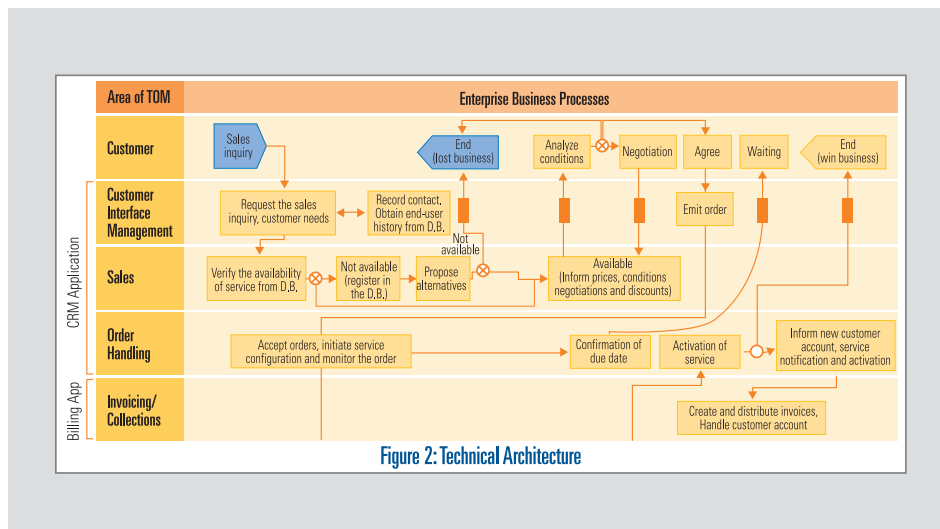 Area of TOM
Enterprise Business Processes
Customer
Sales
inquiry
End
(lost business)
Analyze
conditions
Negotiation
Agree
Waiting
End
(win business)
CRM Application
Customer
Interface
Management
Request the sales
inquiry, customer needs
Record contact.
Obtain end-user
history from D.B.
Emit order
Not
available
Sales
Verify the availability
of service from D.B.
Not available
(register in
the D.B.)
Propose
alternatives
Available
(Inform prices, conditions
negotiations and discounts)
Order
Handling
Accept orders, initiate service
configuration and monitor the order
Confirmation of
due date
Activation of
service
Inform new customer
account, service
notification and activation
Billing App
Invoicing/
Collections
Create and distribute invoices,
Handle customer account
Figure 2: Technical Architecture